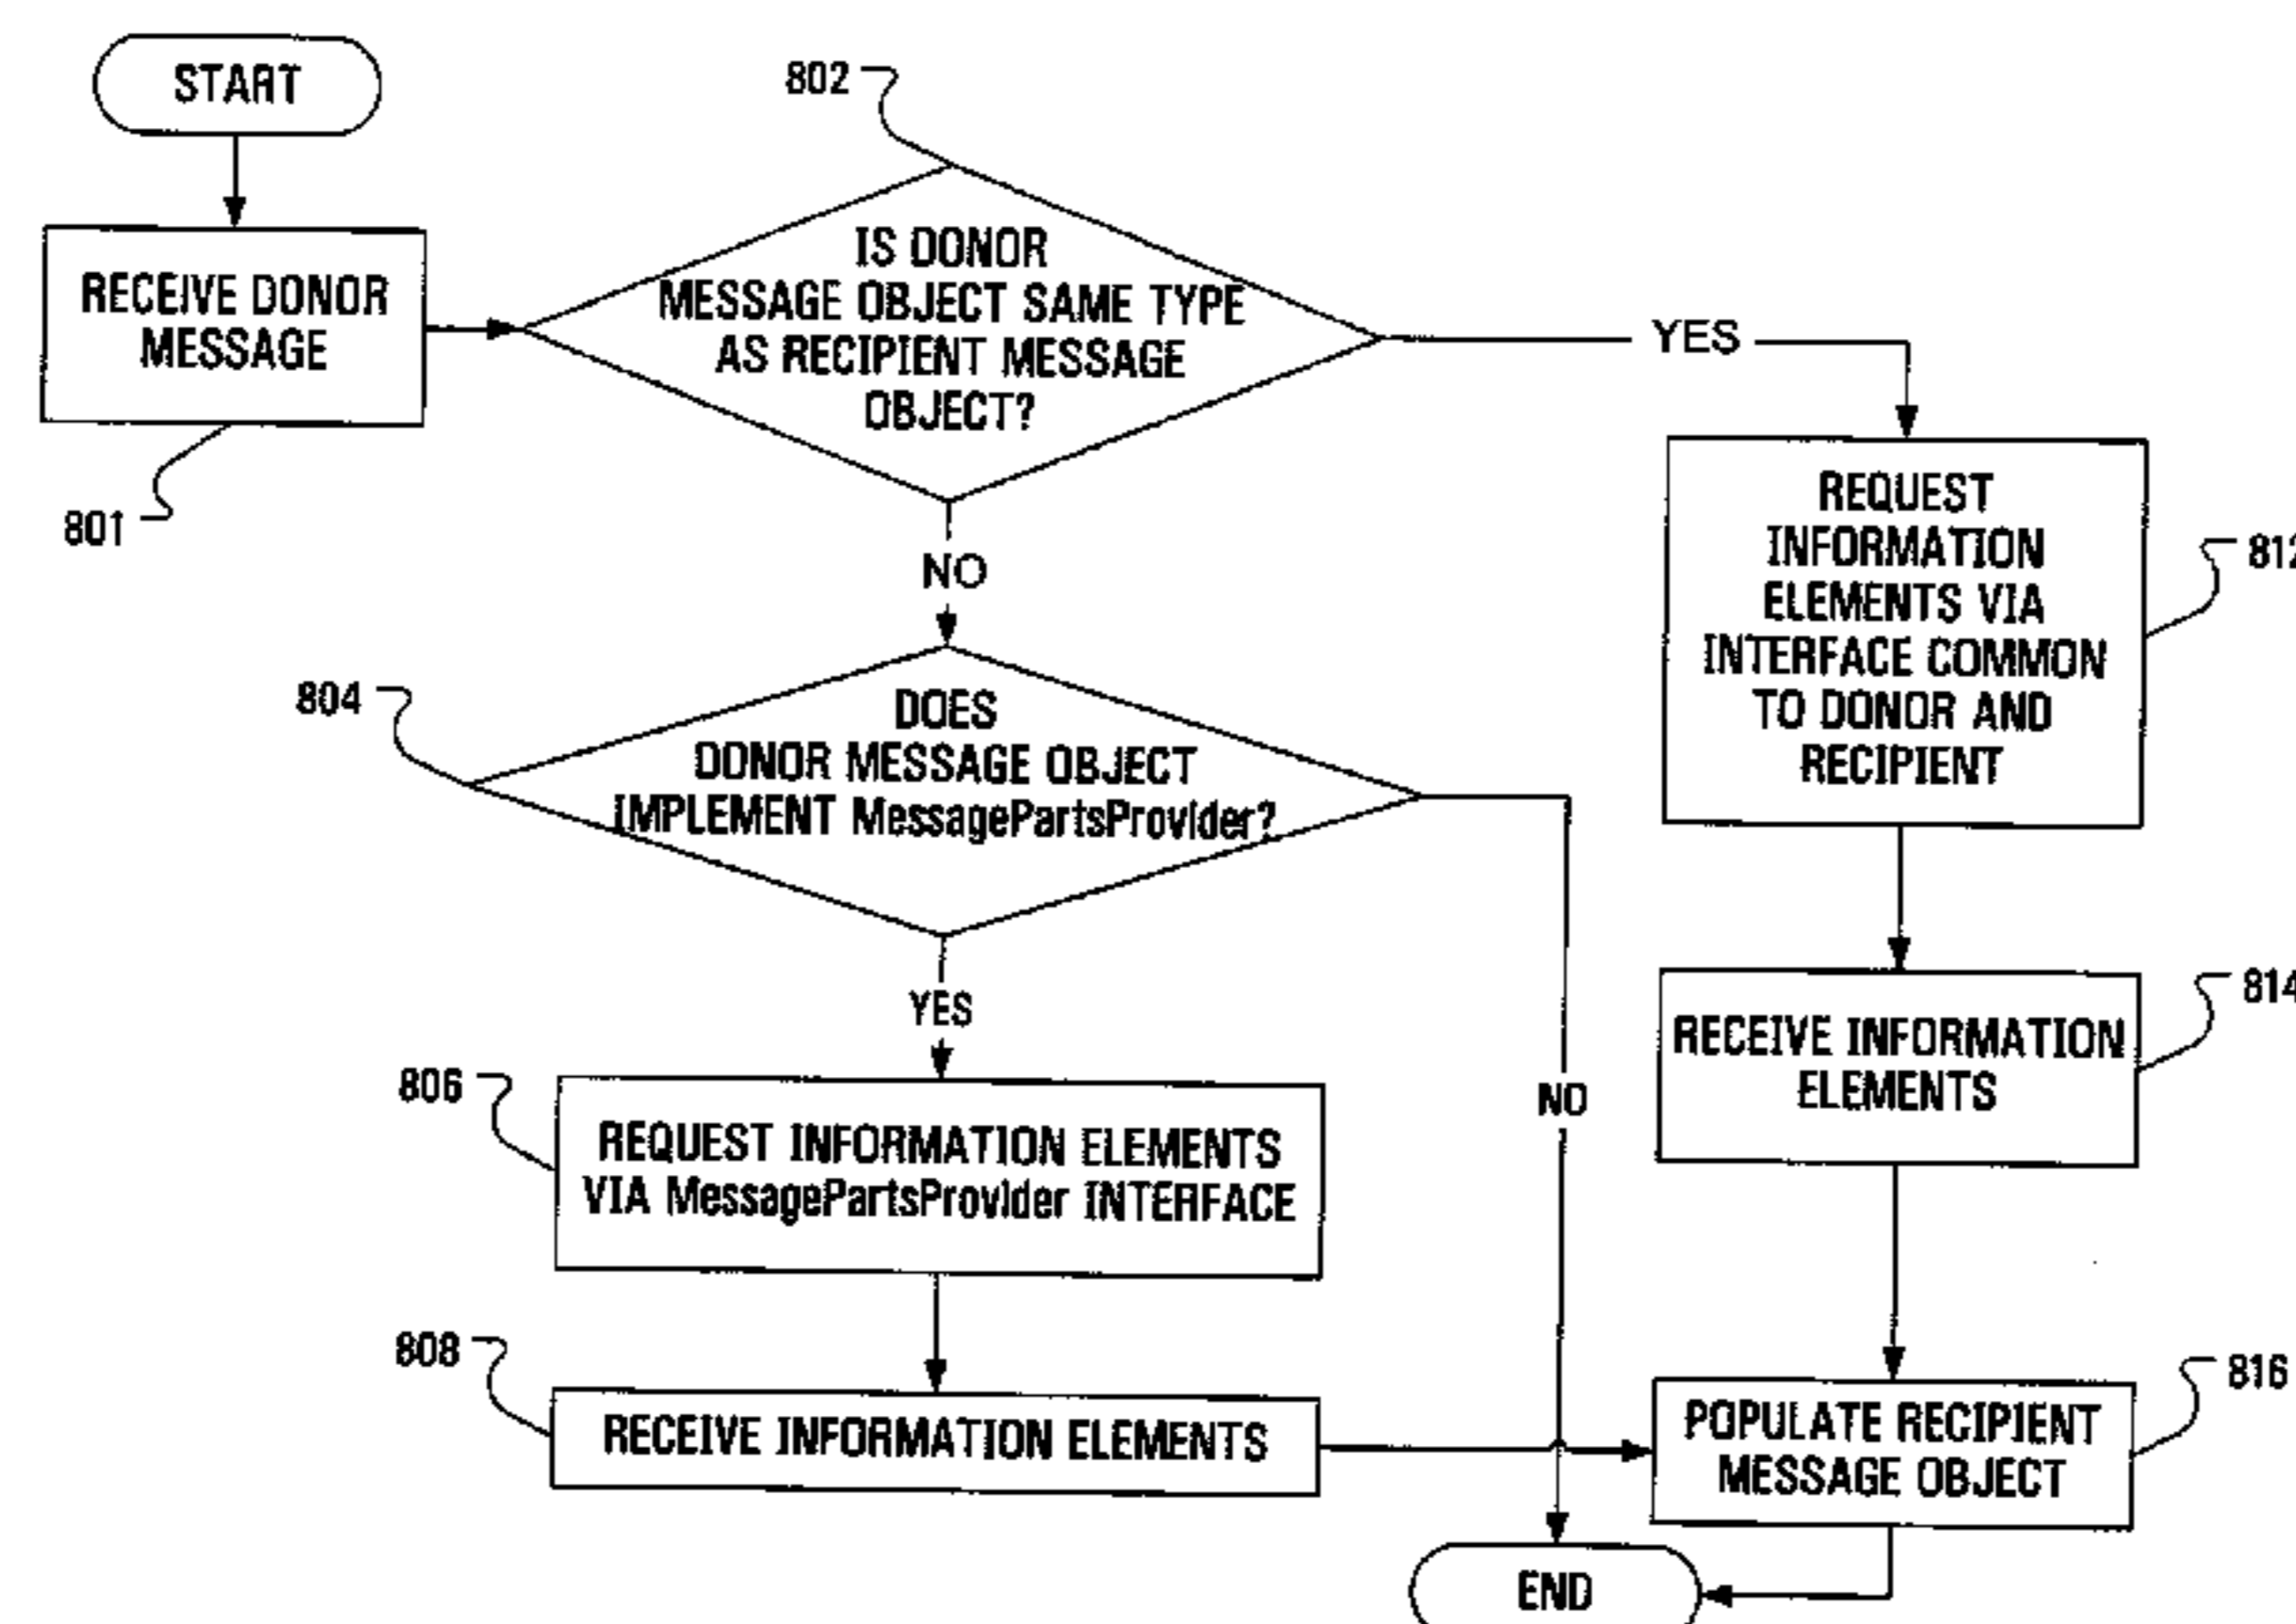 START
802
RECEIVE DONOR
MESSAGE
801
IS DONOR
MESSAGE OBJECT SAME TYPE
AS RECIPIENT MESSAGE
OBJECT?
YES
NO
REQUEST
INFORMATION
ELEMENTS VIA
INTERFACE COMMON
TO DONOR AND
RECIPIENT
812
804
DOES
DONOR MESSAGE OBJECT
IMPLEMENT MessagePartsProvider?
YES
NO
RECEIVE INFORMATION
ELEMENTS
814
806
REQUEST INFORMATION ELEMENTS
VIA MessagePartsProvider INTERFACE
808
RECEIVE INFORMATION ELEMENTS
POPULATE RECIPIENT
MESSAGE OBJECT
816
END